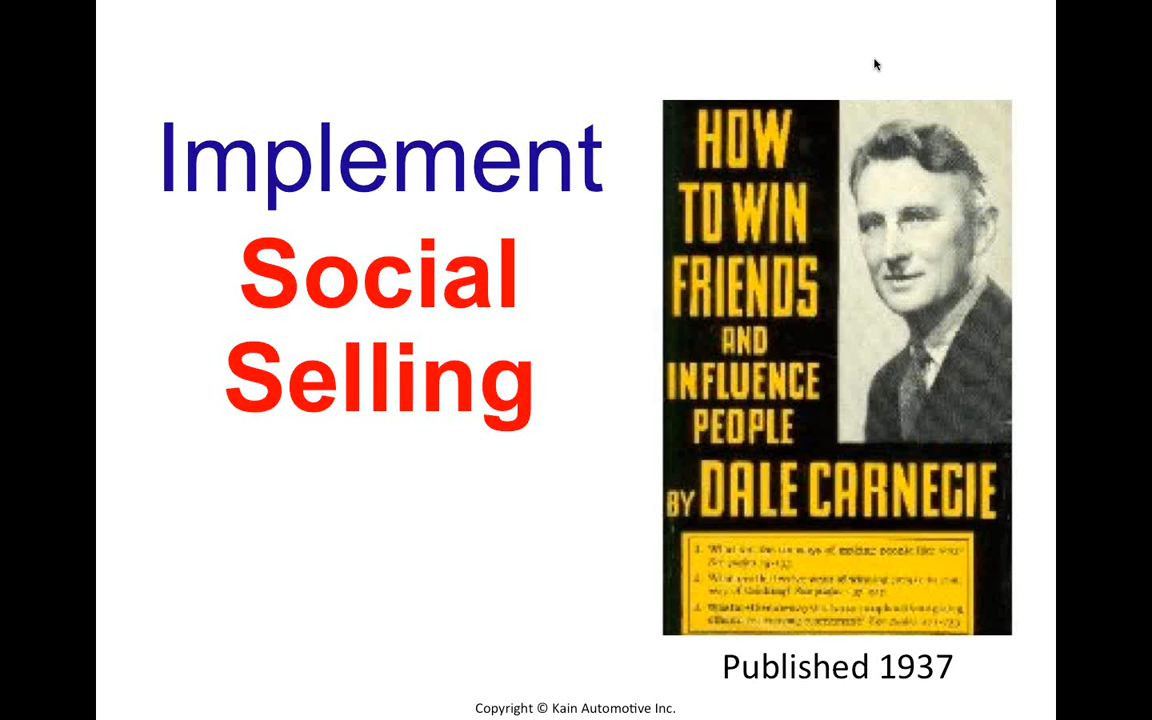 Implement
Social
Selling
HOW
TO WIN
FRIENDS
AND
INFLUENCE
PEOPLE
BY DALE CARNEGIE
Published 1937
Copyright © Kain Automotive Inc.